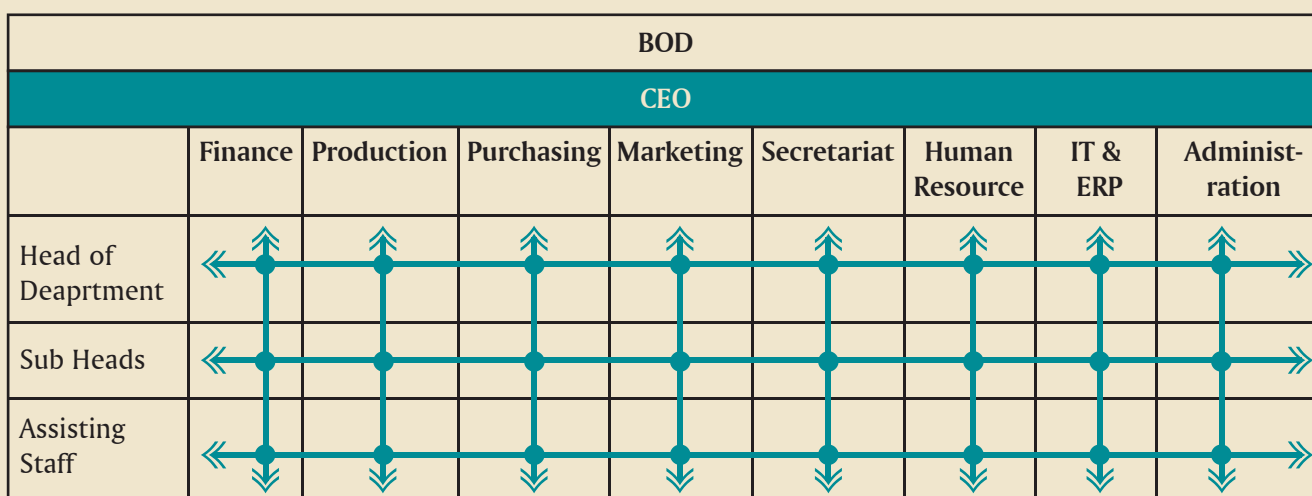 BOD
CEO
Finance Production Purchasing Marketing Secretariat Human IT & Administ-
Resource ERP ration
Head of
Deaprtment
Sub Heads
Assisting
Staff